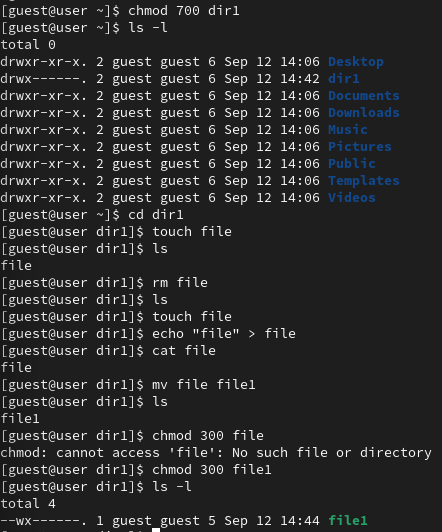 [guest@user ~]$ chmod 700 dir1
[guest@user ~]$ ls -l
total 0
drwxr-xr-x. 2 guest guest 6 Sep 12 14:06 Desktop
drwx------. 2 guest guest 6 Sep 12 14:42 dir1
drwxr-xr-x. 2 guest guest 6 Sep 12 14:06 Documents
drwxr-xr-x. 2 guest guest 6 Sep 12 14:06 Downloads
drwxr-xr-x. 2 guest guest 6 Sep 12 14:06 Music
drwxr-xr-x. 2 guest guest 6 Sep 12 14:06 Pictures
drwxr-xr-x. 2 guest guest 6 Sep 12 14:06 Public
drwxr-xr-x. 2 guest guest 6 Sep 12 14:06 Templates
drwxr-xr-x. 2 guest guest 6 Sep 12 14:06 Videos
[guest@user ~]$ cd dir1
[guest@user dir1]$ touch file
[guest@user dir1]$ ls
file
[guest@user dir1]$ rm file
[guest@user dir1]$ ls
[guest@user dir1]$ touch file
[guest@user dir1]$ echo "file" > file
[guest@user dir1]$ cat file
file
[guest@user dir1]$ mv file file1
[guest@user dir1]$ ls
file1
[guest@user dir1]$ chmod 300 file
chmod: cannot access 'file': No such file or directory
[guest@user dir1]$ chmod 300 file1
[guest@user dir1]$ ls -l
total 4
--wx------. 1 guest guest 5 Sep 12 14:44 file1